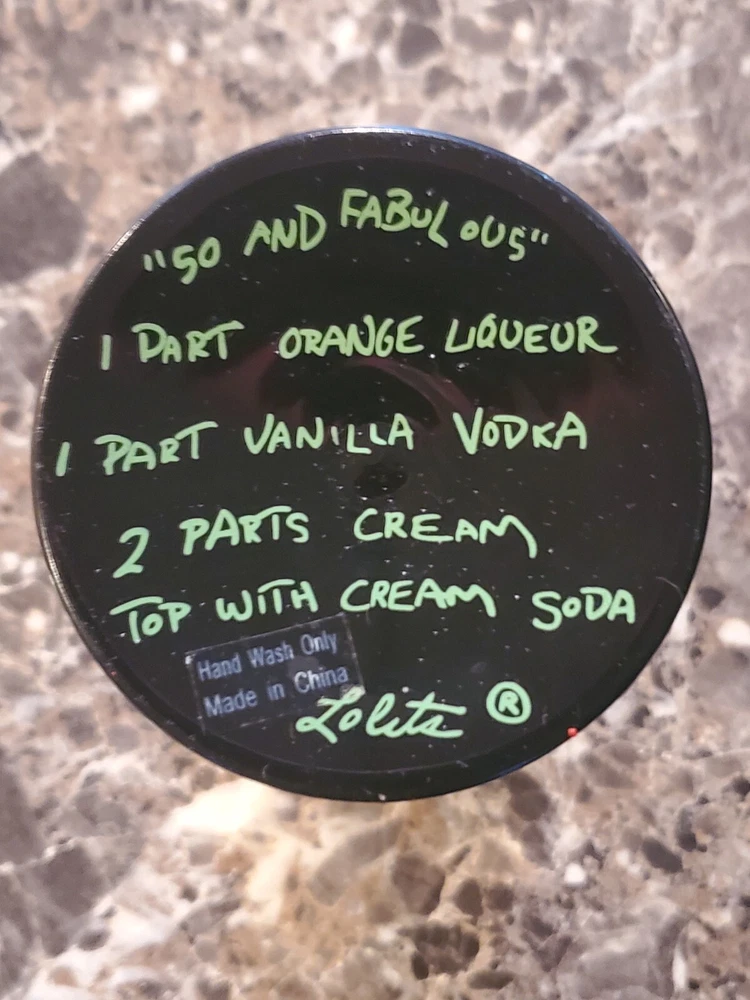 "50 AND FABULOUS"
1 PART ORANGE LIQUEUR
1 PART VANILLA VODKA
2 PARTS CREAM
TOP WITH CREAM SODA
Hand Wash Only
Made in China
Lolita ®